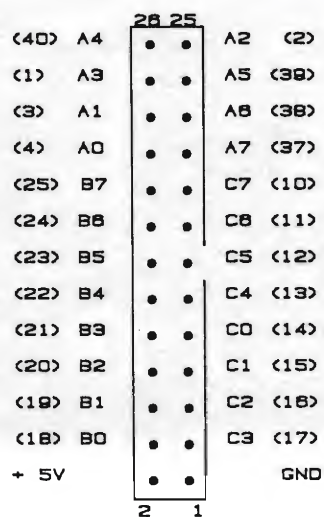 26 25
(40) A4 A2 (2)
(1) A3 A5 (39)
(3) A1 A6 (38)
(4) A0 A7 (37)
(25) B7 C7 (10)
(24) B6 C6 (11)
(23) B5 C5 (12)
(22) B4 C4 (13)
(21) B3 C0 (14)
(20) B2 C1 (15)
(19) B1 C2 (16)
(18) B0 C3 (17)
+ 5V GND
2 1